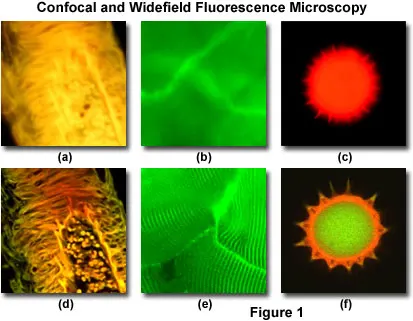 Confocal and Widefield Fluorescence Microscopy
(a) (b) (c)
(d) (e) (f)
Figure 1